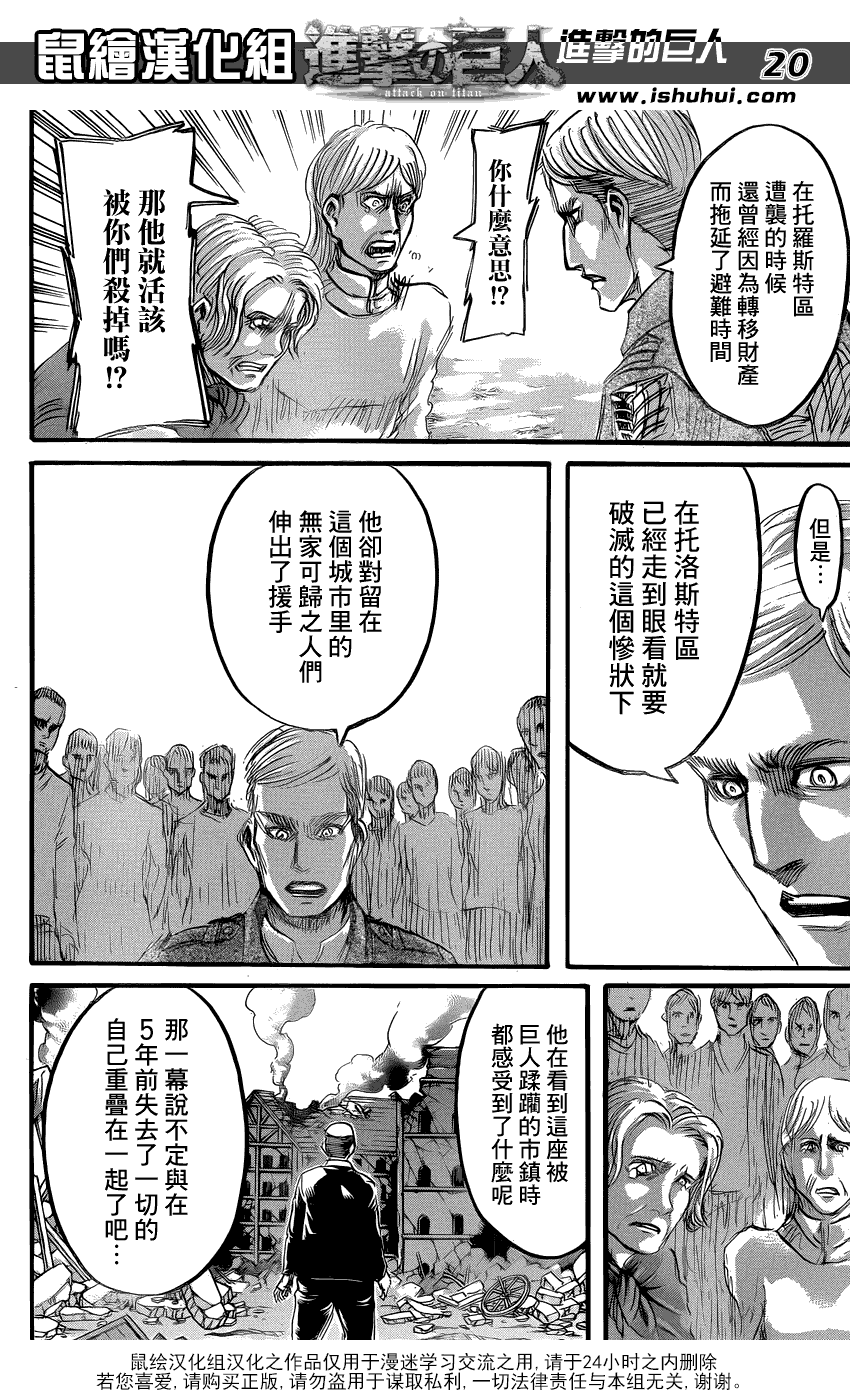 鼠繪漢化組
進撃の巨人
attack on titan
進撃的巨人
20
www.ishuhui.com
在托羅斯特區
遭襲的時候
還曾經因為轉移財產
而拖延了避難時間
你什麼意思!?
那他就活該
被你們殺掉嗎!?
但是…
在托洛斯特區
已經走到眼看就要
破滅的這個慘狀下
他卻對留在
這個城市里的
無家可歸之人們
伸出了援手
他在看到這座被
巨人蹂躪的市鎮時
都感受到了什麼呢
那一幕說不定與在
5年前失去了一切的
自己重疊在一起了吧…
鼠绘汉化组汉化之作品仅用于漫迷学习交流之用,请于24小时之内删除
若您喜爱,请购买正版,请勿盗用于谋取私利,一切法律责任与本组无关,谢谢。